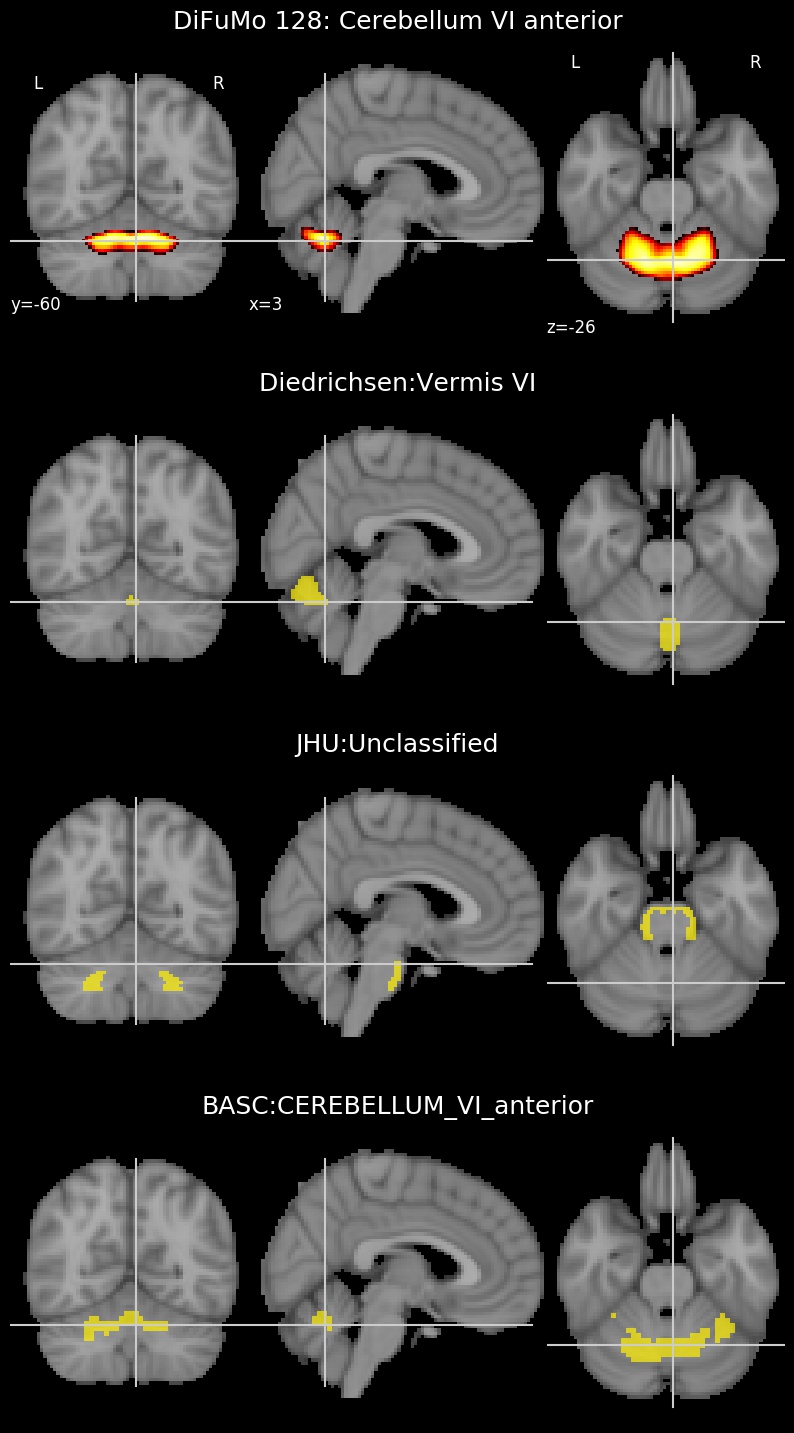 DiFuMo 128: Cerebellum VI anterior
L R L R
y=-60 x=3 z=-26
Diedrichsen:Vermis VI
JHU:Unclassified
BASC:CEREBELLUM_VI_anterior